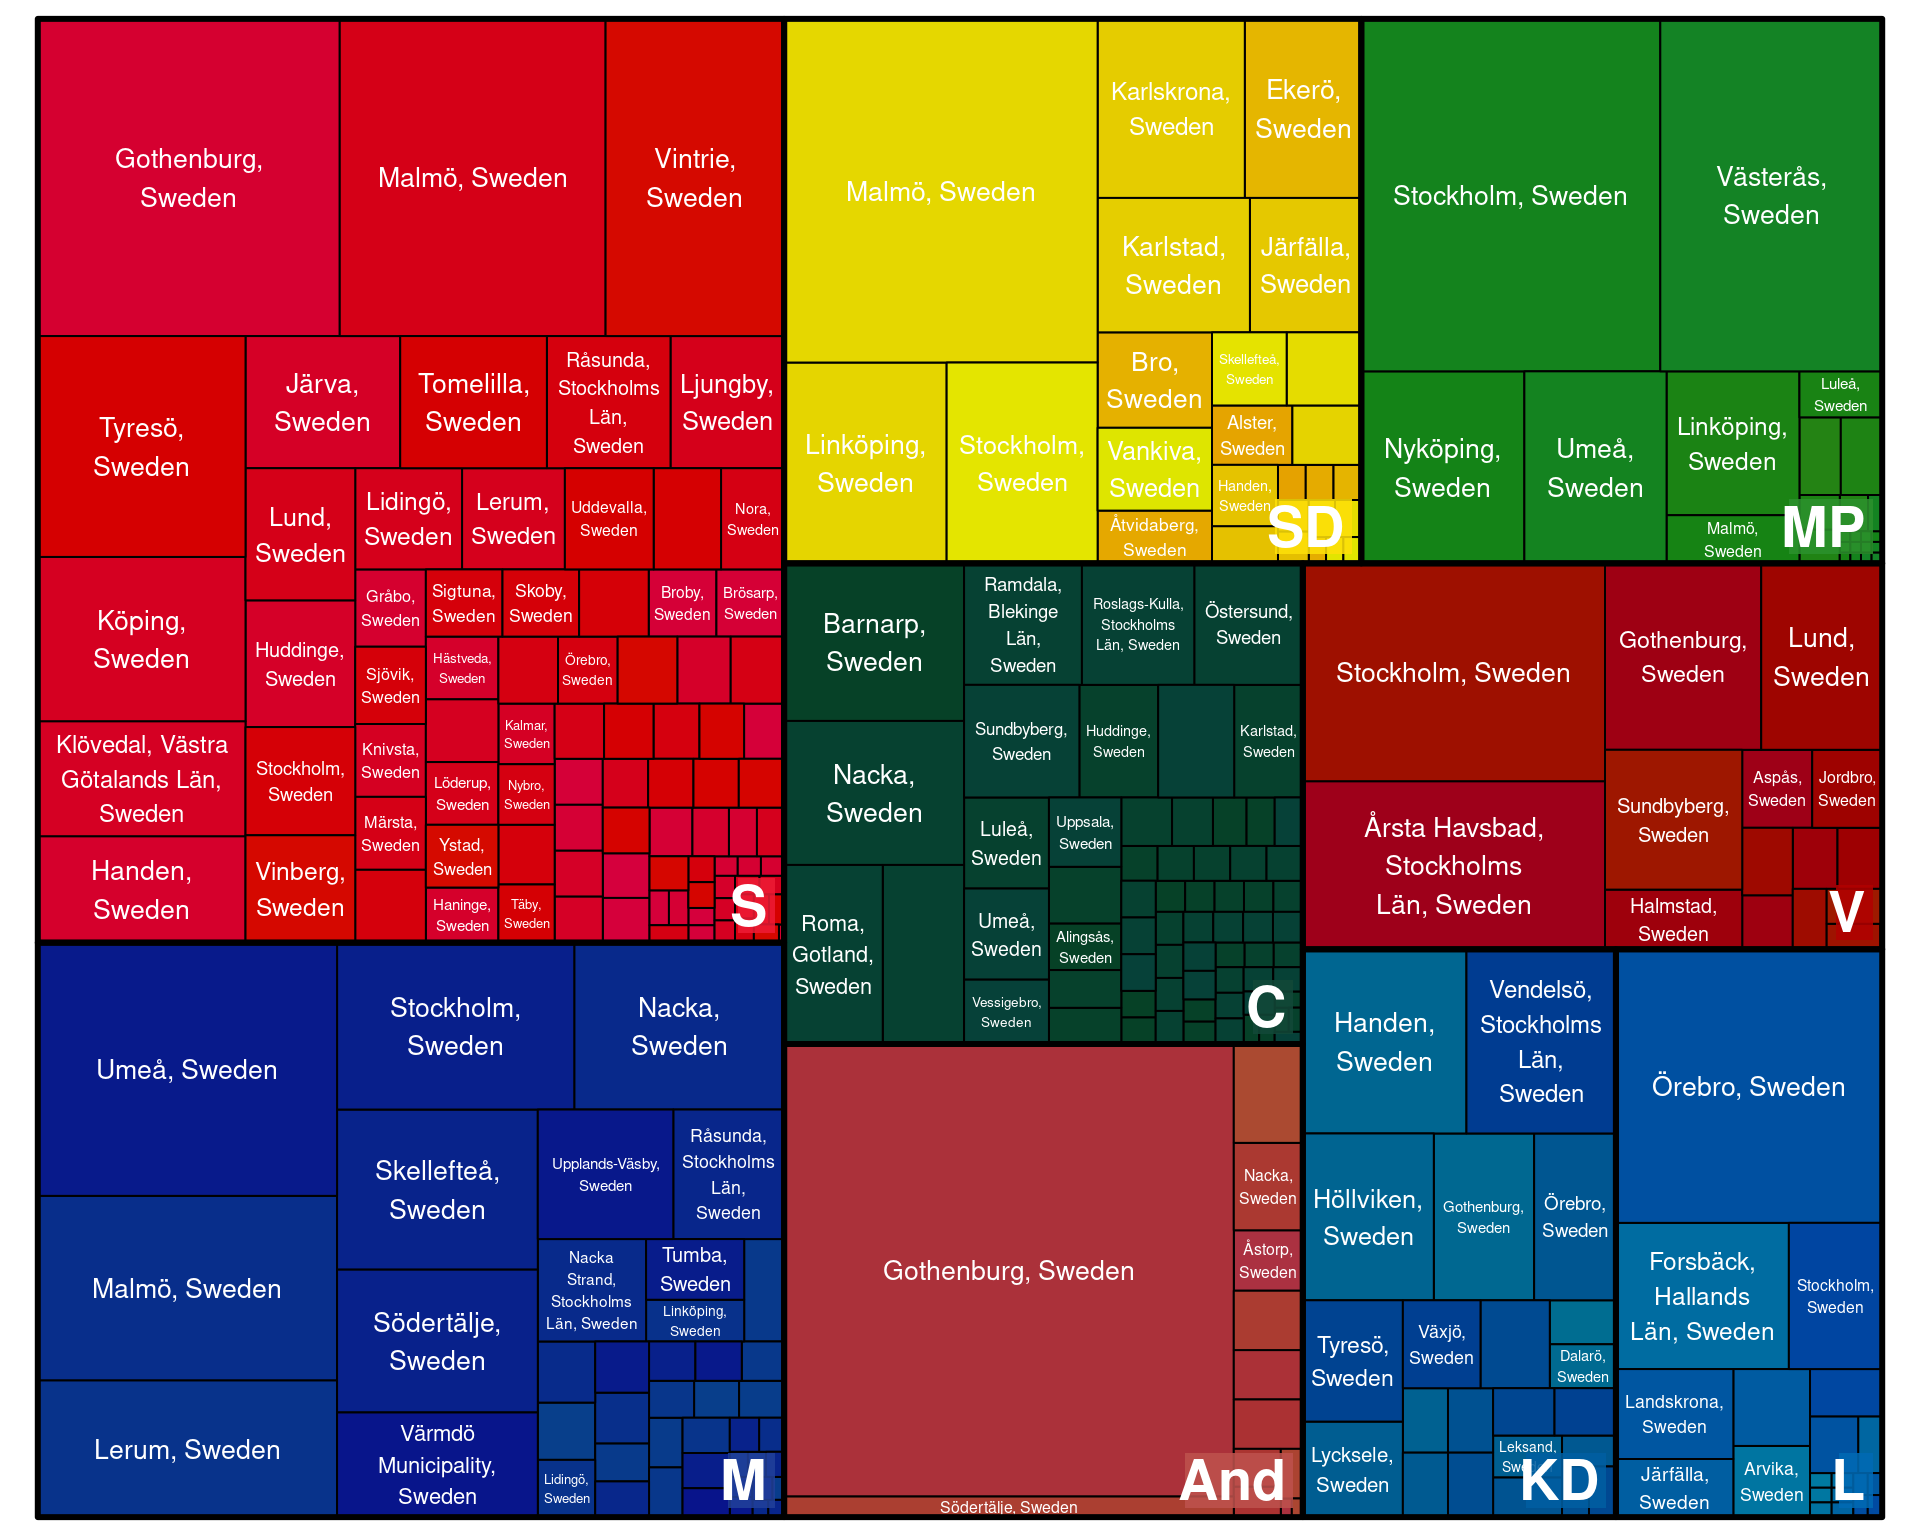 Gothenburg,
Sweden
Malmö, Sweden
Vintrie,
Sweden
Tyresö,
Sweden
Järva,
Sweden
Tomelilla,
Sweden
Råsunda,
Stockholms
Län,
Sweden
Ljungby,
Sweden
Lund,
Sweden
Lidingö,
Sweden
Lerum,
Sweden
Uddevalla,
Sweden
Nora,
Sweden
Köping,
Sweden
Huddinge,
Sweden
Gråbo,
Sweden
Sigtuna,
Sweden
Skoby,
Sweden
Broby,
Sweden
Brösarp,
Sweden
Sjövik,
Sweden
Hästveda,
Sweden
Örebro,
Sweden
Klövedal, Västra
Götalands Län,
Sweden
Stockholm,
Sweden
Knivsta,
Sweden
Kalmar,
Sweden
Löderup,
Sweden
Nybro,
Sweden
Märsta,
Sweden
Handen,
Sweden
Vinberg,
Sweden
Ystad,
Sweden
Haninge,
Sweden
Täby,
Sweden
S
Malmö, Sweden
Karlskrona,
Sweden
Ekerö,
Sweden
Karlstad,
Sweden
Järfälla,
Sweden
Linköping,
Sweden
Stockholm,
Sweden
Bro,
Sweden
Skellefteå,
Sweden
Alster,
Sweden
Vankiva,
Sweden
Handen,
Sweden
Åtvidaberg,
Sweden
SD
Stockholm, Sweden
Västerås,
Sweden
Nyköping,
Sweden
Umeå,
Sweden
Linköping,
Sweden
Luleå,
Sweden
Malmö,
Sweden
MP
Barnarp,
Sweden
Ramdala,
Blekinge
Län,
Sweden
Roslags-Kulla,
Stockholms
Län, Sweden
Östersund,
Sweden
Nacka,
Sweden
Sundbyberg,
Sweden
Huddinge,
Sweden
Karlstad,
Sweden
Roma,
Gotland,
Sweden
Luleå,
Sweden
Uppsala,
Sweden
Umeå,
Sweden
Alingsås,
Sweden
Vessigebro,
Sweden
C
Stockholm, Sweden
Gothenburg,
Sweden
Lund,
Sweden
Årsta Havsbad,
Stockholms
Län, Sweden
Sundbyberg,
Sweden
Aspås,
Sweden
Jordbro,
Sweden
Halmstad,
Sweden
V
Umeå, Sweden
Stockholm,
Sweden
Nacka,
Sweden
Skellefteå,
Sweden
Upplands-Väsby,
Sweden
Råsunda,
Stockholms
Län,
Sweden
Malmö, Sweden
Södertälje,
Sweden
Nacka
Strand,
Stockholms
Län, Sweden
Tumba,
Sweden
Linköping,
Sweden
Lerum, Sweden
Värmdö
Municipality,
Sweden
Lidingö,
Sweden
M
Gothenburg, Sweden
Nacka,
Sweden
Åstorp,
Sweden
Södertälje, Sweden
And
Handen,
Sweden
Vendelsö,
Stockholms
Län,
Sweden
Höllviken,
Sweden
Gothenburg,
Sweden
Örebro,
Sweden
Tyresö,
Sweden
Växjö,
Sweden
Dalarö,
Sweden
Lycksele,
Sweden
Leksand,
KD
Örebro, Sweden
Forsbäck,
Hallands
Län, Sweden
Stockholm,
Sweden
Landskrona,
Sweden
Järfälla,
Sweden
Arvika,
Sweden
L